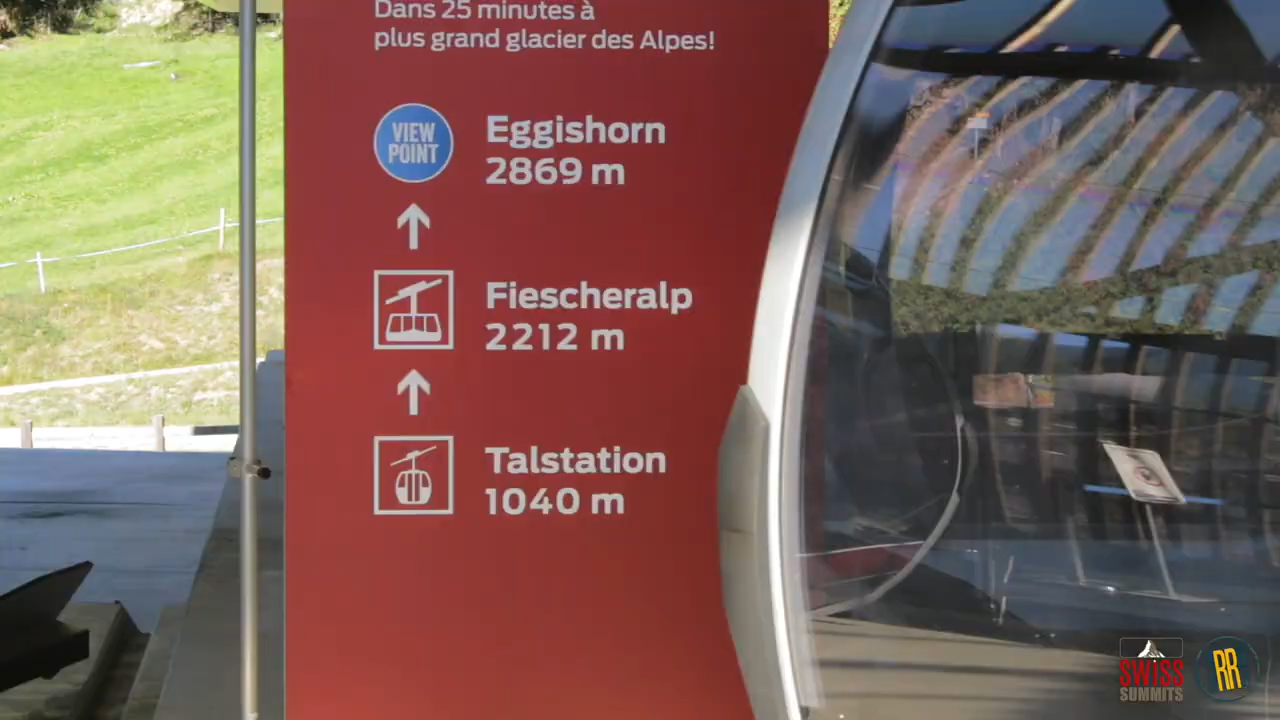 Dans 25 minutes à
plus grand glacier des Alpes!
VIEW
POINT
Eggishorn
2869 m
Fiescheralp
2212 m
Talstation
1040 m
SWISS
SUMMITS
RR